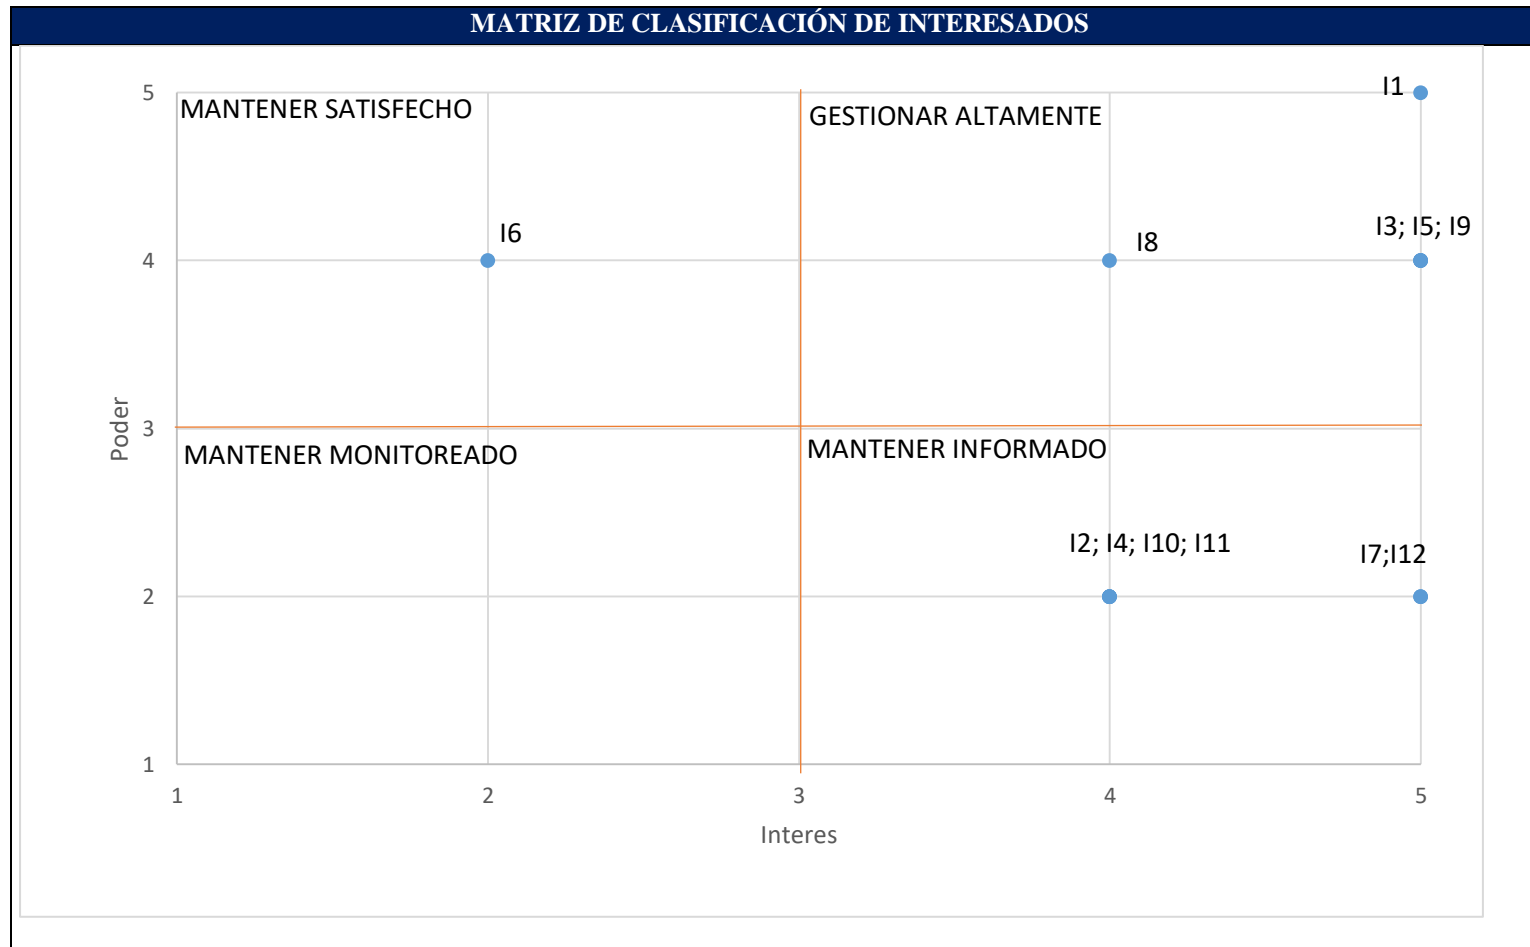 MATRIZ DE CLASIFICACIÓN DE INTERESADOS
5
MANTENER SATISFECHO
GESTIONAR ALTAMENTE
I1
I6
I8
I3; I5; I9
4
Poder
3
MANTENER MONITOREADO
MANTENER INFORMADO
I2; I4; I10; I11
I7;I12
2
1
1 2 3 4 5
Interes